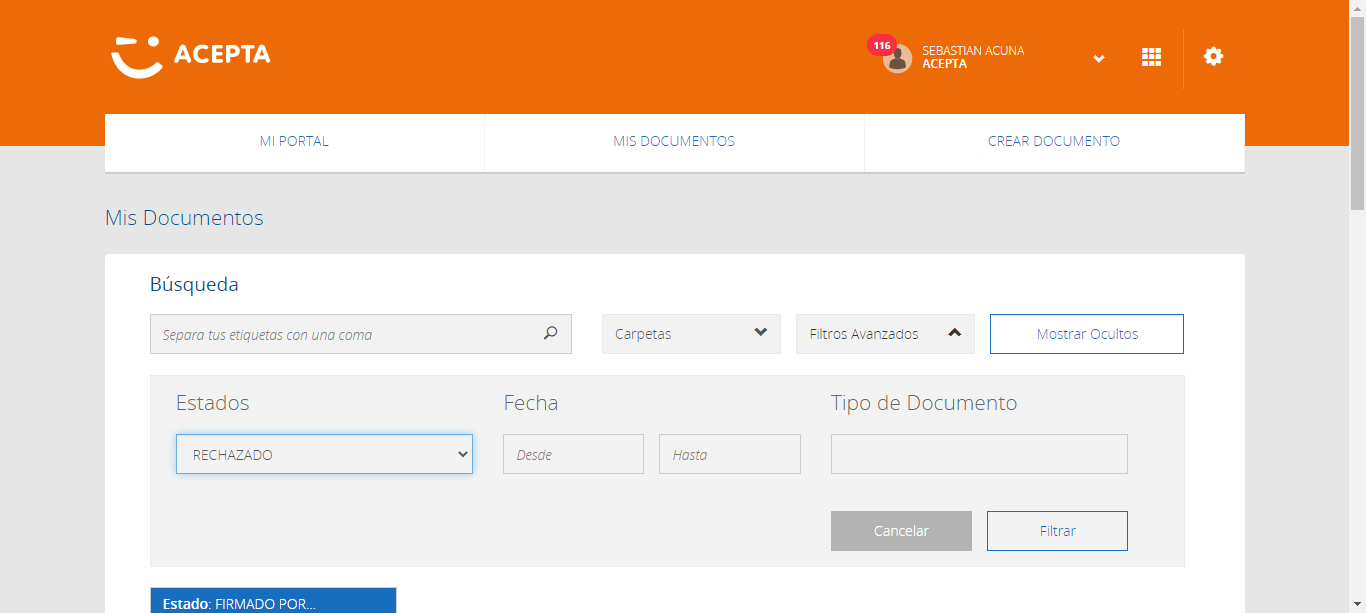 ACEPTA
116
SEBASTIAN ACUNA
ACEPTA
MI PORTAL
MIS DOCUMENTOS
CREAR DOCUMENTO
Mis Documentos
Búsqueda
Separa tus etiquetas con una coma
Carpetas
Filtros Avanzados
Mostrar Ocultos
Estados
Fecha
Tipo de Documento
RECHAZADO
Desde
Hasta
Cancelar
Filtrar
Estado: FIRMADO POR...